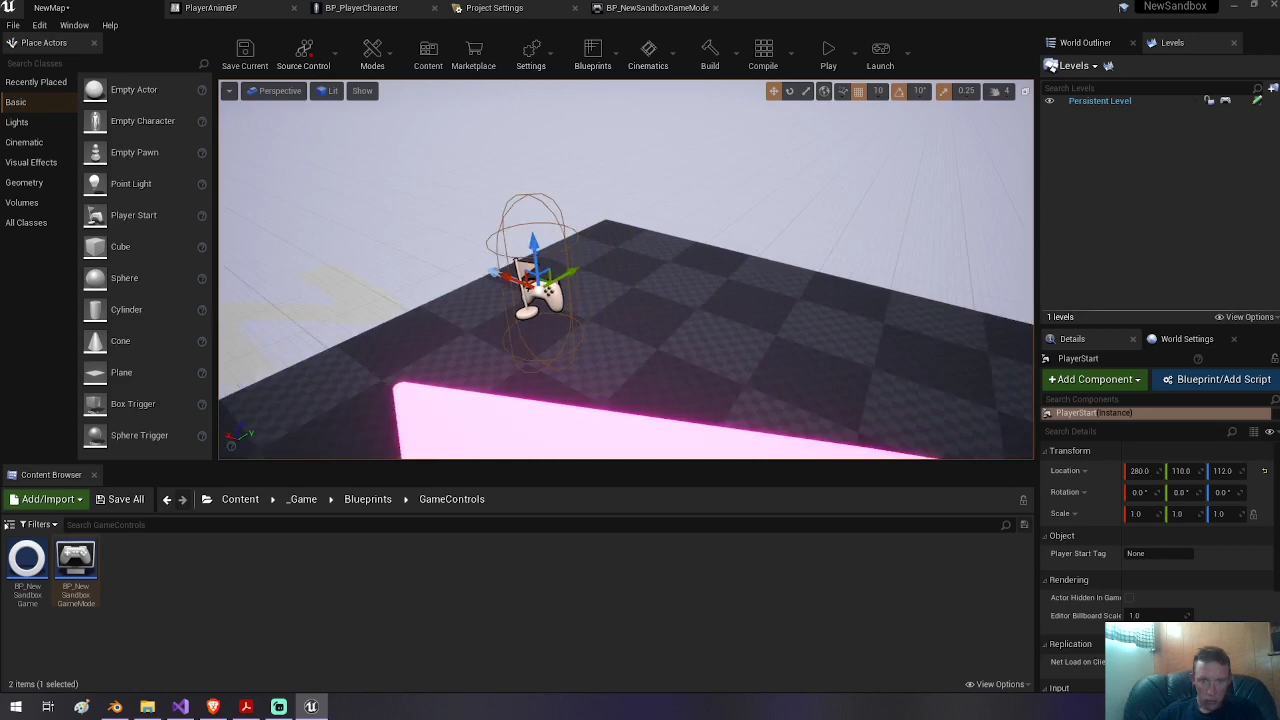 NewMap•
PlayerAnimBP
BP_PlayerCharacter
Project Settings
BP_NewSandboxGameMode
NewSandbox
File
Edit
Window
Help
Place Actors
World Outliner
Levels
Save Current
Source Control
Modes
Content
Marketplace
Settings
Blueprints
Cinematics
Build
Play
Compile
Launch
Levels
Search Classes
Search Levels
Persistent Level
Recently Placed
Basic
Lights
Cinematic
Visual Effects
Geometry
Volumes
All Classes
Empty Actor
Empty Character
Empty Pawn
Point Light
Player Start
Cube
Sphere
Cylinder
Cone
Plane
Box Trigger
Sphere Trigger
Perspective
Lit
Show
10
10°
0.25
4
1 levels
View Options
Details
World Settings
PlayerStart
+Add Component
Blueprint/Add Script
Search Components
PlayerStart(Instance)
Search Details
Transform
Location 280.0 110.0 112.0
Rotation 0.0° 0.0° 0.0°
Scale 1.0 1.0 1.0
Object
Player Start Tag None
Rendering
Actor Hidden In Gam
Editor Billboard Scale 1.0
Replication
Net Load on Clie
Input
Content Browser
Add/Import
Save All
Content
_Game
Blueprints
GameControls
Filters
Search GameControls
BP_New
Sandbox
Game
BP_New
Sandbox
GameMode
2 items (1 selected)
View Options